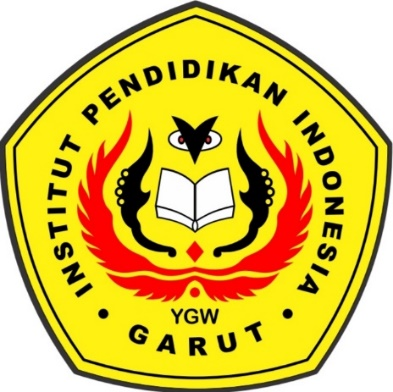 INSTITUT PENDIDIKAN INDONESIA
YGW
GARUT